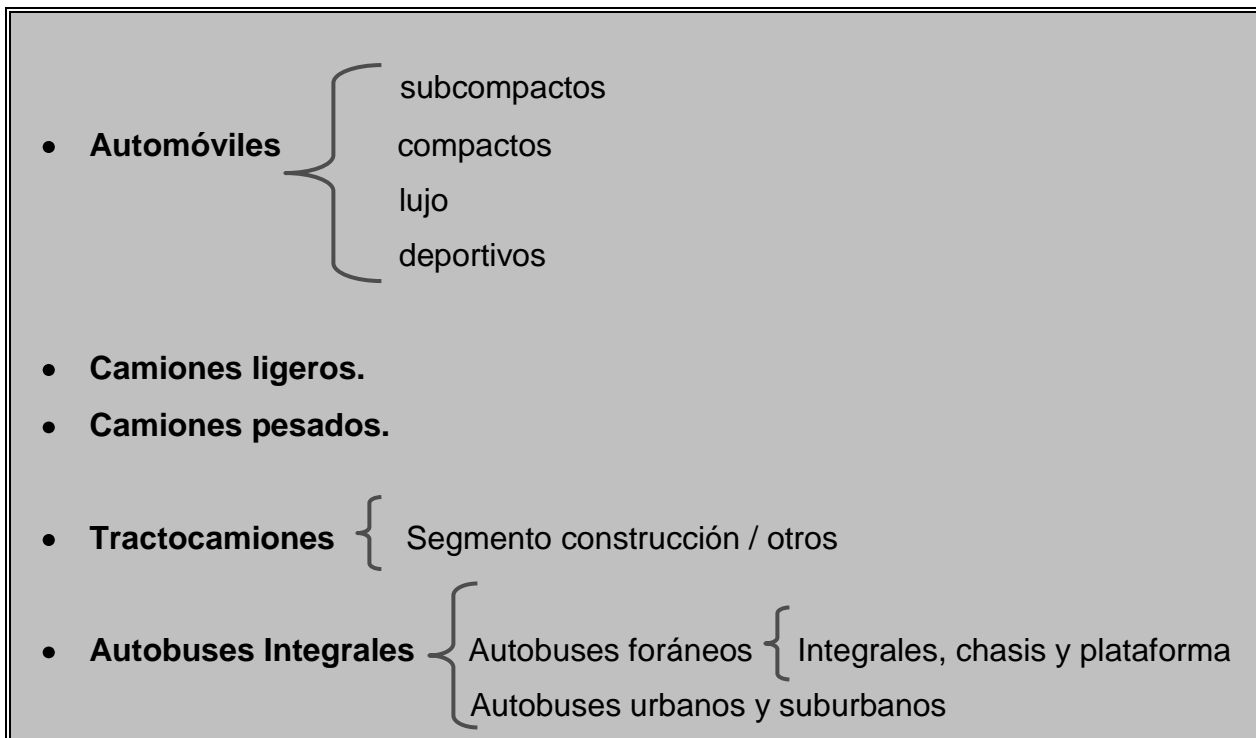 subcompactos
• Automóviles compactos
lujo
deportivos
• Camiones ligeros.
• Camiones pesados.
• Tractocamiones Segmento construcción / otros
• Autobuses Integrales Autobuses foráneos Integrales, chasis y plataforma
Autobuses urbanos y suburbanos